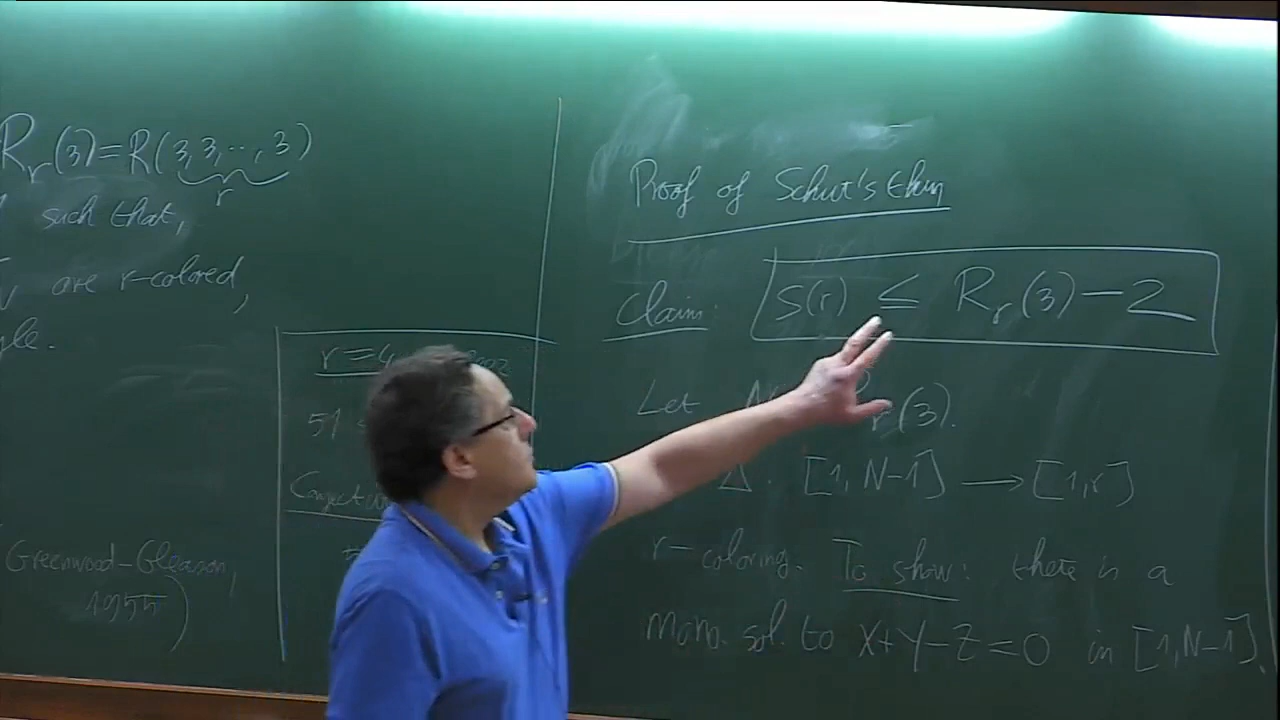 R_r(3)=R(3,3,..,3)
r
such that,
are r-colored,
r=4
51
Greenwood-Gleason,
1955)
Proof of Schur's thm
Claim: S(r) ≤ R_r(3)-2
Let N r(3).
Δ: [1,N-1] → [1,r]
r-coloring. To show: there is a
mono. sol. to X+Y-Z=0 in [1,N-1].